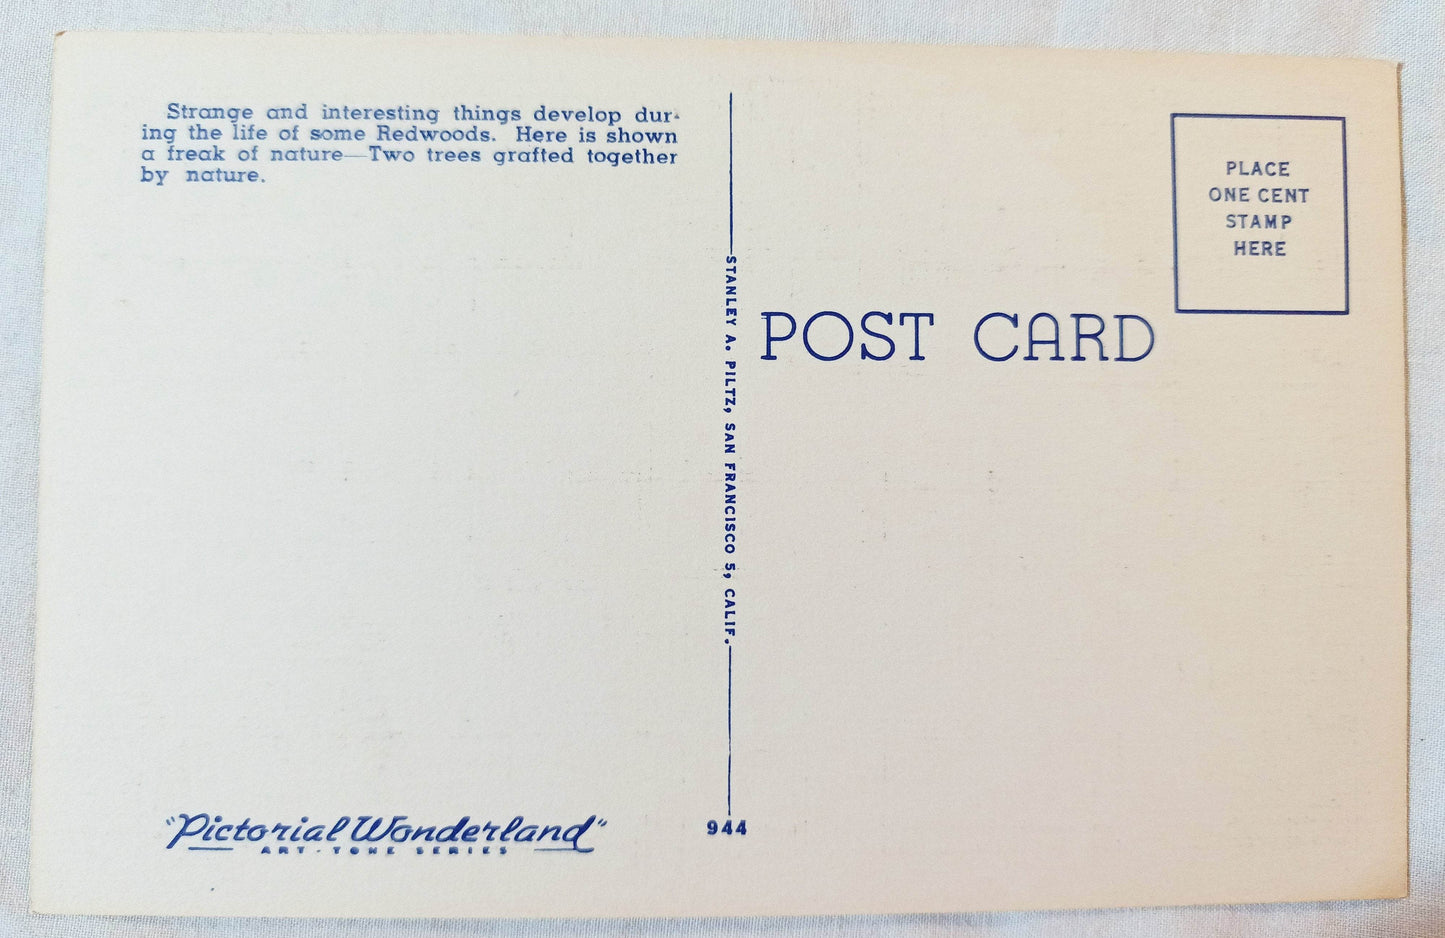 Strange and interesting things develop dur-
ing the life of some Redwoods. Here is shown
a freak of nature—Two trees grafted together
by nature.
PLACE
ONE CENT
STAMP
HERE
POST CARD
STANLEY A. PILTZ, SAN FRANCISCO 5, CALIF.
"Pictorial Wonderland"
ART-TONE SERIES
944